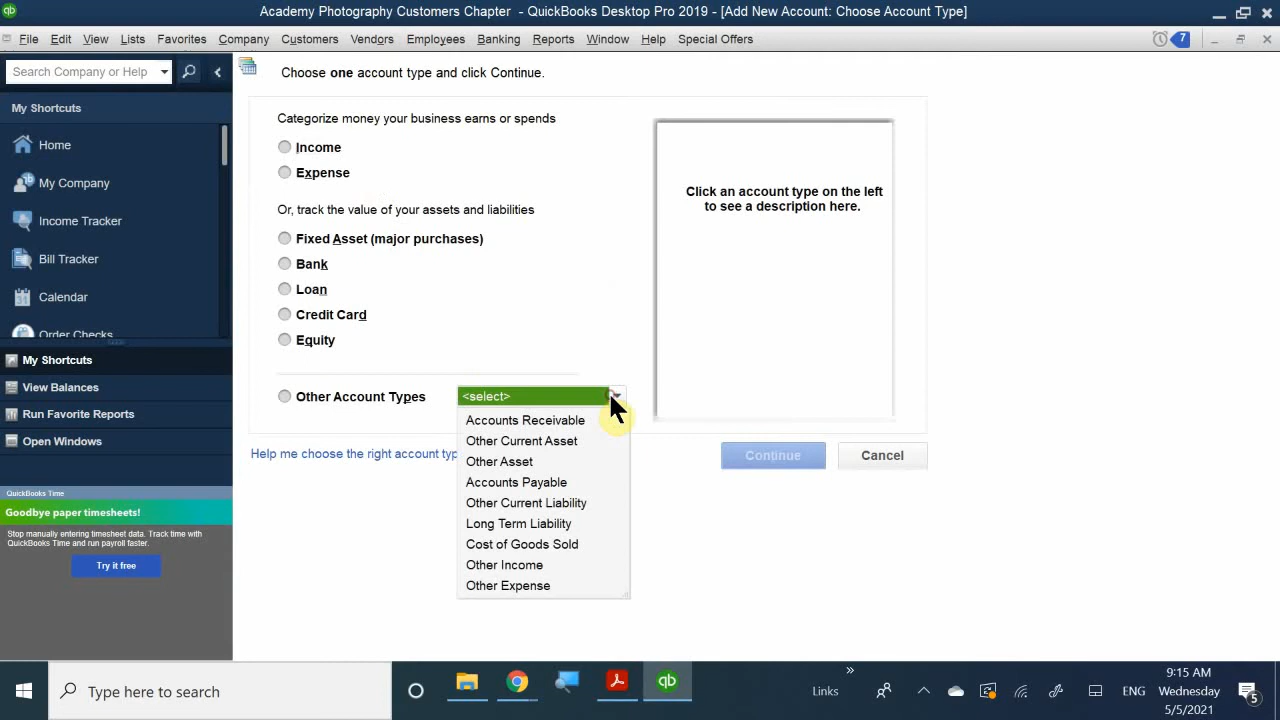 Academy Photography Customers Chapter - QuickBooks Desktop Pro 2019 - [Add New Account: Choose Account Type]
File Edit View Lists Favorites Company Customers Vendors Employees Banking Reports Window Help Special Offers 7
Search Company or Help
My Shortcuts
Home
My Company
Income Tracker
Bill Tracker
Calendar
Order Checks
My Shortcuts
View Balances
Run Favorite Reports
Open Windows
QuickBooks Time
Goodbye paper timesheets!
Stop manually entering timesheet data. Track time with
QuickBooks Time and run payroll faster.
Try it free
Choose one account type and click Continue.
Categorize money your business earns or spends
Income
Expense
Or, track the value of your assets and liabilities
Fixed Asset (major purchases)
Bank
Loan
Credit Card
Equity
Other Account Types
<select>
Accounts Receivable
Other Current Asset
Other Asset
Accounts Payable
Other Current Liability
Long Term Liability
Cost of Goods Sold
Other Income
Other Expense
Help me choose the right account typ
Click an account type on the left
to see a description here.
Continue
Cancel
qb
Type here to search
qb
Links
ENG
9:15 AM
Wednesday
5/5/2021
5